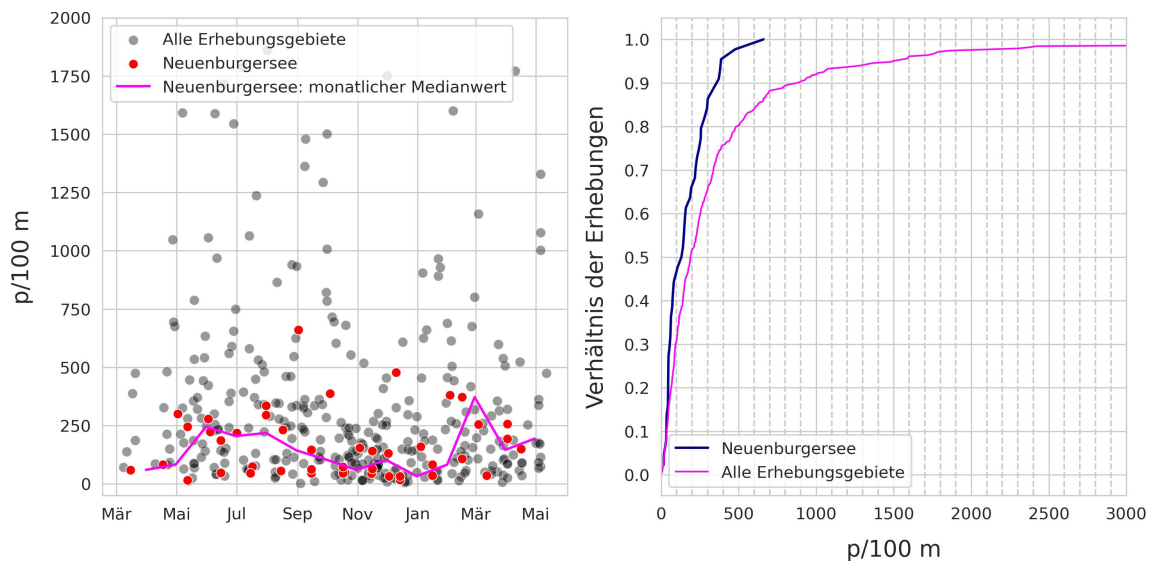 2000
1750
1500
1250
1000
750
500
250
0
p/100 m
Alle Erhebungsgebiete
Neuenburgersee
Neuenburgersee: monatlicher Medianwert
Mär Mai Jul Sep Nov Jan Mär Mai
1.0
0.9
0.8
0.7
0.6
0.5
0.4
0.3
0.2
0.1
0.0
Verhältnis der Erhebungen
Neuenburgersee
Alle Erhebungsgebiete
0 500 1000 1500 2000 2500 3000
p/100 m